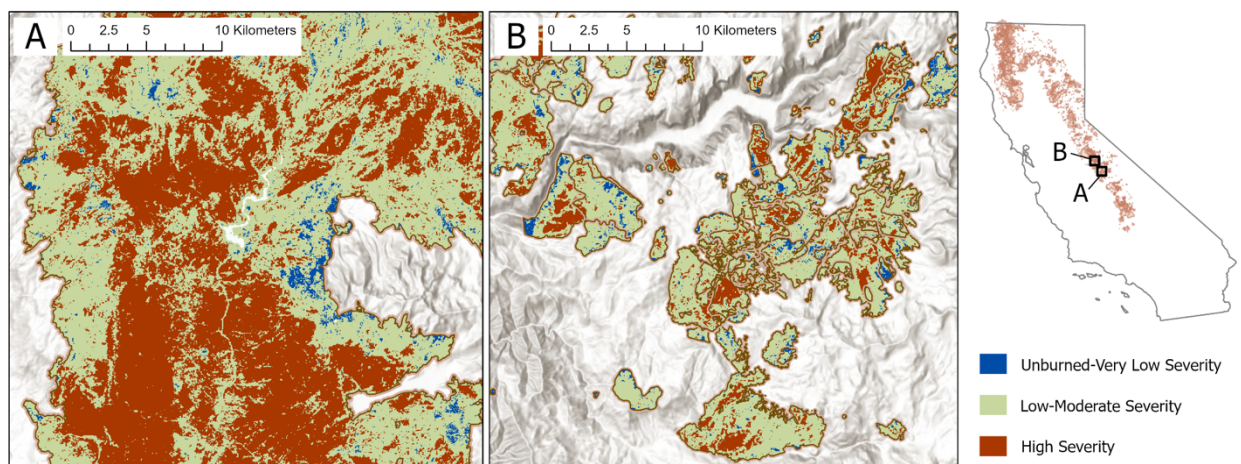 A
0 2.5 5 10 Kilometers
B
0 2.5 5 10 Kilometers
B
A
Unburned-Very Low Severity
Low-Moderate Severity
High Severity